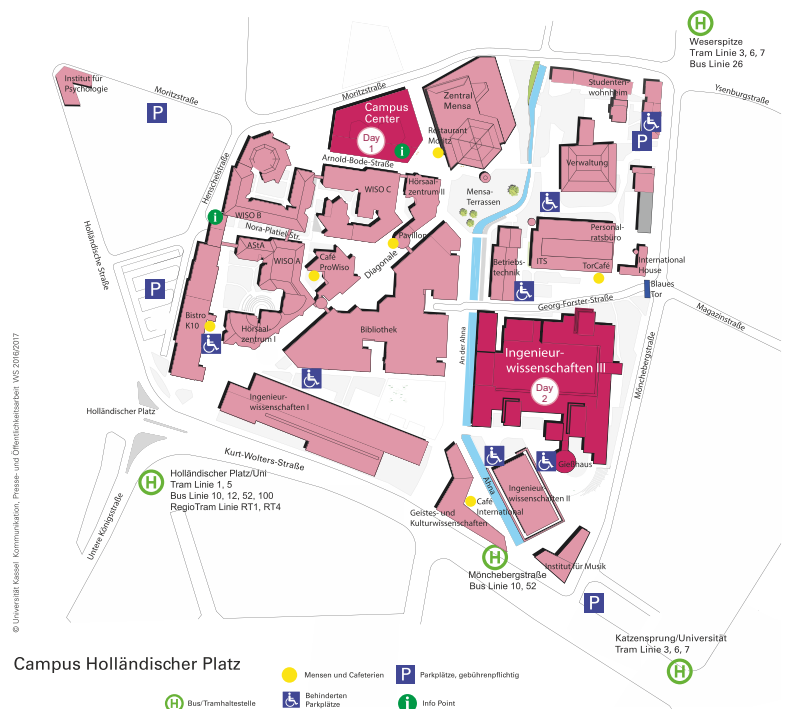 Weserspitze
Tram Linie 3, 6, 7
Bus Linie 26
Institut für
Psychologie
Moritzstraße
P
Moritzstraße
Campus
Center
Day
1
i
Zentral
Mensa
Restaurant
Moritz
Studenten-
wohnheim
Ysenburgstraße
P
Verwaltung
Arnold-Bode-Straße
Henschelstraße
WISO C
Hörsaal-
zentrum II
Mensa-
Terrassen
i
WISO B
Nora-Platiel-Str.
Pavillon
Diagonale
Personal-
ratsbüro
ITS
TorCafé
Betriebs-
technik
International
House
Blaues
Tor
AStA
WISO A
Café
ProWiso
Holländische Straße
P
Bistro
K10
Hörsaal-
zentrum I
Bibliothek
An der Ahna
Georg-Forster-Straße
Magazinstraße
Mönchebergstraße
Ingenieur-
wissenschaften III
Day
2
Gießhaus
Ingenieur-
wissenschaften I
Holländischer Platz
Kurt-Wolters-Straße
H
Holländischer Platz/Uni
Tram Linie 1, 5
Bus Linie 10, 12, 52, 100
RegioTram Linie RT1, RT4
Untere Königsstraße
Ahna
Ingenieur-
wissenschaften II
Café
International
Geistes- und
Kulturwissenschaften
H
Mönchebergstraße
Bus Linie 10, 52
Institut für Musik
P
Katzensprung/Universität
Tram Linie 3, 6, 7
H
H
© Universität Kassel Kommunikation, Presse- und Öffentlichkeitsarbeit WS 2016/2017
Campus Holländischer Platz
Mensen und Cafeterien
P Parkplätze, gebührenpflichtig
H Bus/Tramhaltestelle
Behinderten
Parkplätze
i Info Point